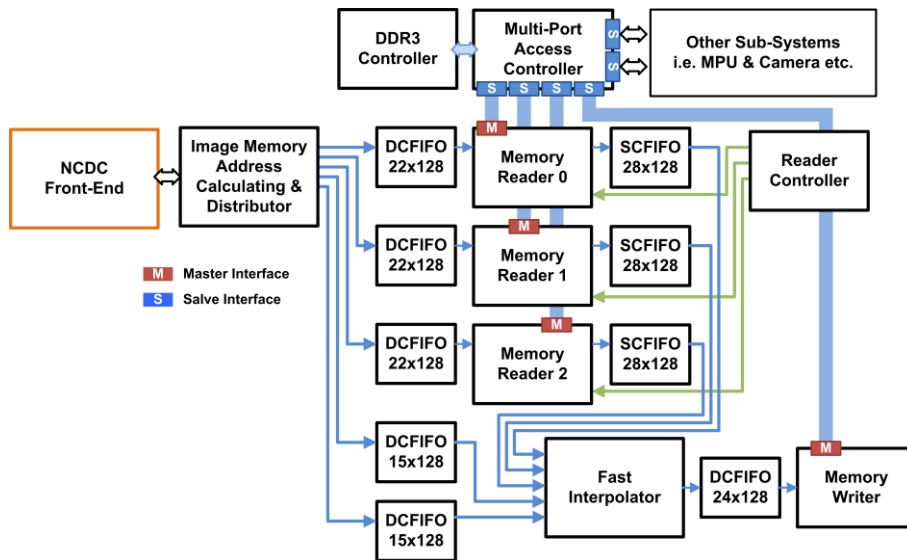 DDR3
Controller
Multi-Port
Access
Controller
S
S
Other Sub-Systems
i.e. MPU & Camera etc.
S
S
S
S
NCDC
Front-End
Image Memory
Address
Calculating &
Distributor
DCFIFO
22x128
M
Memory
Reader 0
SCFIFO
28x128
Reader
Controller
DCFIFO
22x128
M
Memory
Reader 1
SCFIFO
28x128
M Master Interface
S Salve Interface
DCFIFO
22x128
M
Memory
Reader 2
SCFIFO
28x128
DCFIFO
15x128
DCFIFO
15x128
Fast
Interpolator
DCFIFO
24x128
M
Memory
Writer